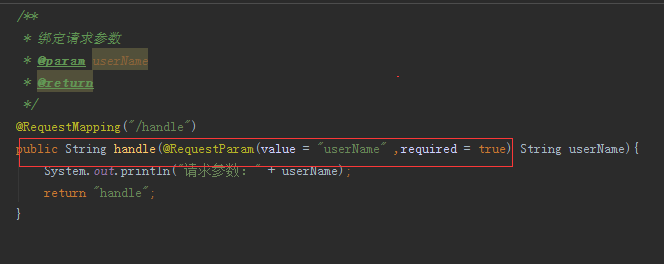 /**
 * 绑定请求参数
 * @param userName
 * @return
 */
@RequestMapping("/handle")
public String handle(@RequestParam(value = "userName" ,required = true) String userName){
    System.out.println("请求参数：" + userName);
    return "handle";
}